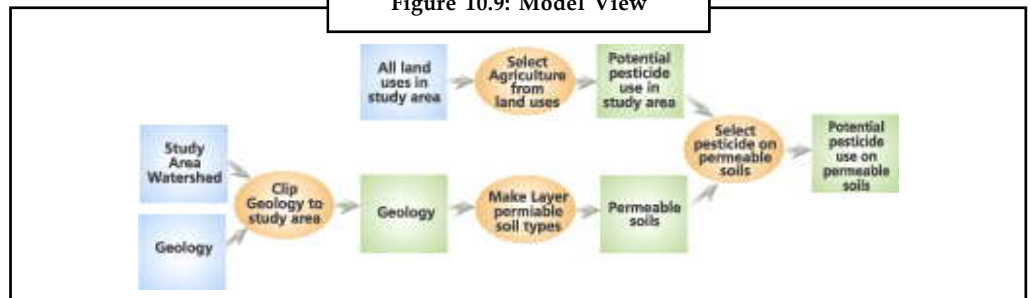 Figure 10.9: Model View
All land
uses in
study area
Select
Agriculture
from
land uses
Potential
pesticide
use in
study area
Study
Area
Watershed
Geology
Clip
Geology to
study area
Geology
Make Layer
permiable
soil types
Permeable
soils
Select
pesticide on
permeable
soils
Potential
pesticide
use on
permeable
soils